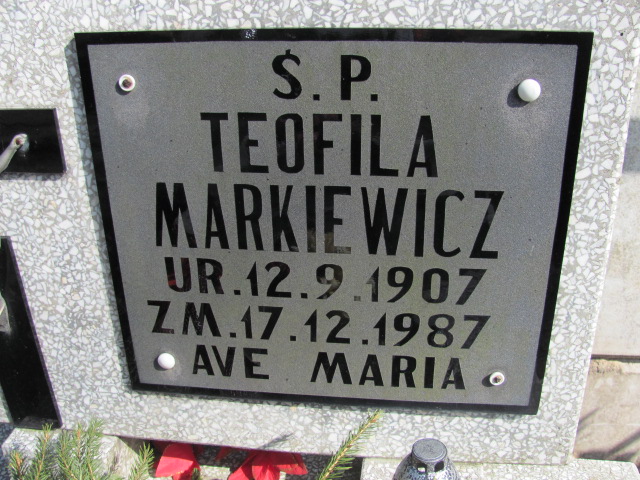 Ś. P.
TEOFILA
MARKIEWICZ
UR. 12. 9. 1907
ZM. 17. 12. 1987
AVE MARIA